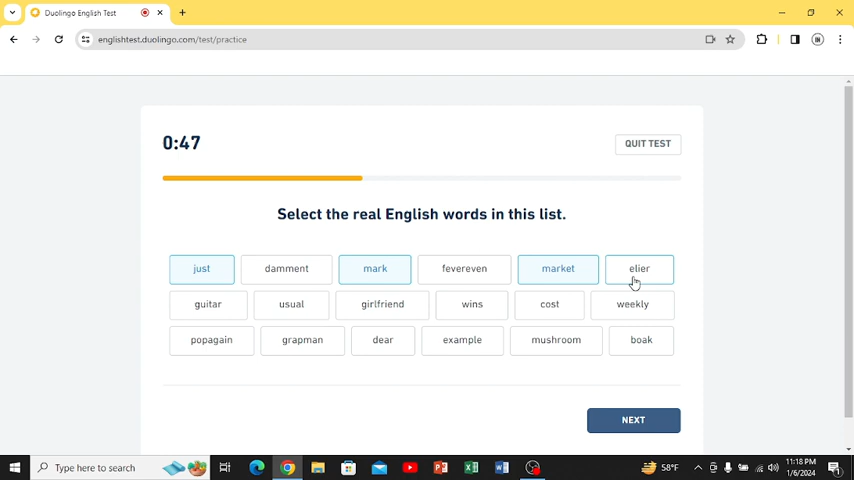 Duolingo English Test
englishtest.duolingo.com/test/practice
IN
0:47
QUIT TEST
Select the real English words in this list.
just damment mark fevereven market elier
guitar usual girlfriend wins cost weekly
popagain grapman dear example mushroom boak
NEXT
Type here to search
58°F
11:18 PM
1/6/2024